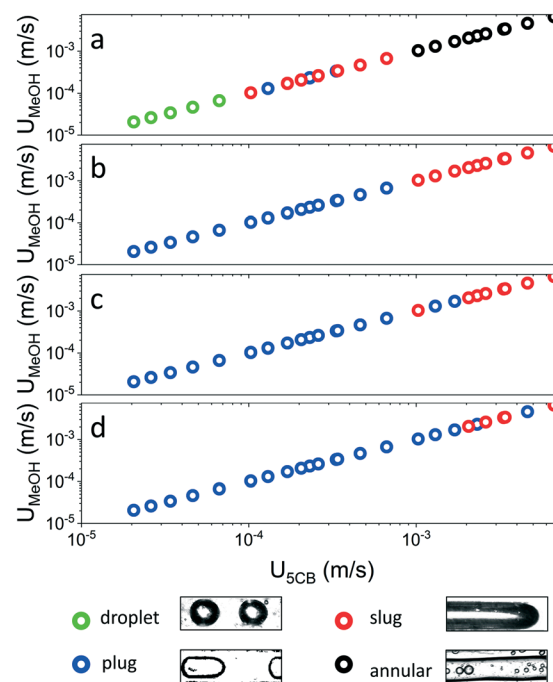 a
U_MeOH (m/s)
10⁻³
10⁻⁴
10⁻⁵
b
U_MeOH (m/s)
10⁻³
10⁻⁴
10⁻⁵
c
U_MeOH (m/s)
10⁻³
10⁻⁴
10⁻⁵
d
U_MeOH (m/s)
10⁻³
10⁻⁴
10⁻⁵
10⁻⁵ 10⁻⁴ 10⁻³
U_5CB (m/s)
droplet slug
plug annular